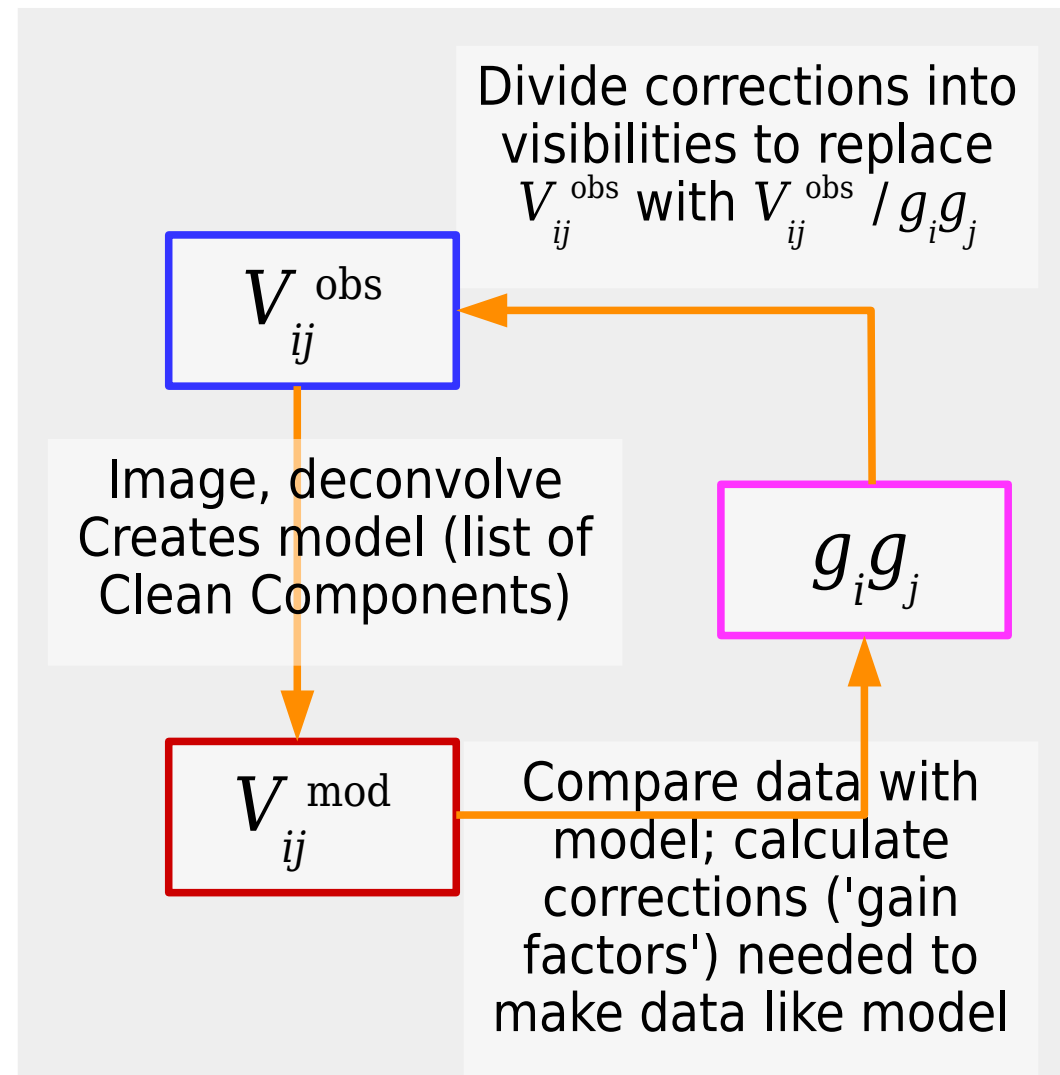 Divide corrections into
visibilities to replace
V_ij^obs with V_ij^obs / g_i g_j
V_ij^obs
Image, deconvolve
Creates model (list of
Clean Components)
g_i g_j
V_ij^mod
Compare data with
model; calculate
corrections ('gain
factors') needed to
make data like model